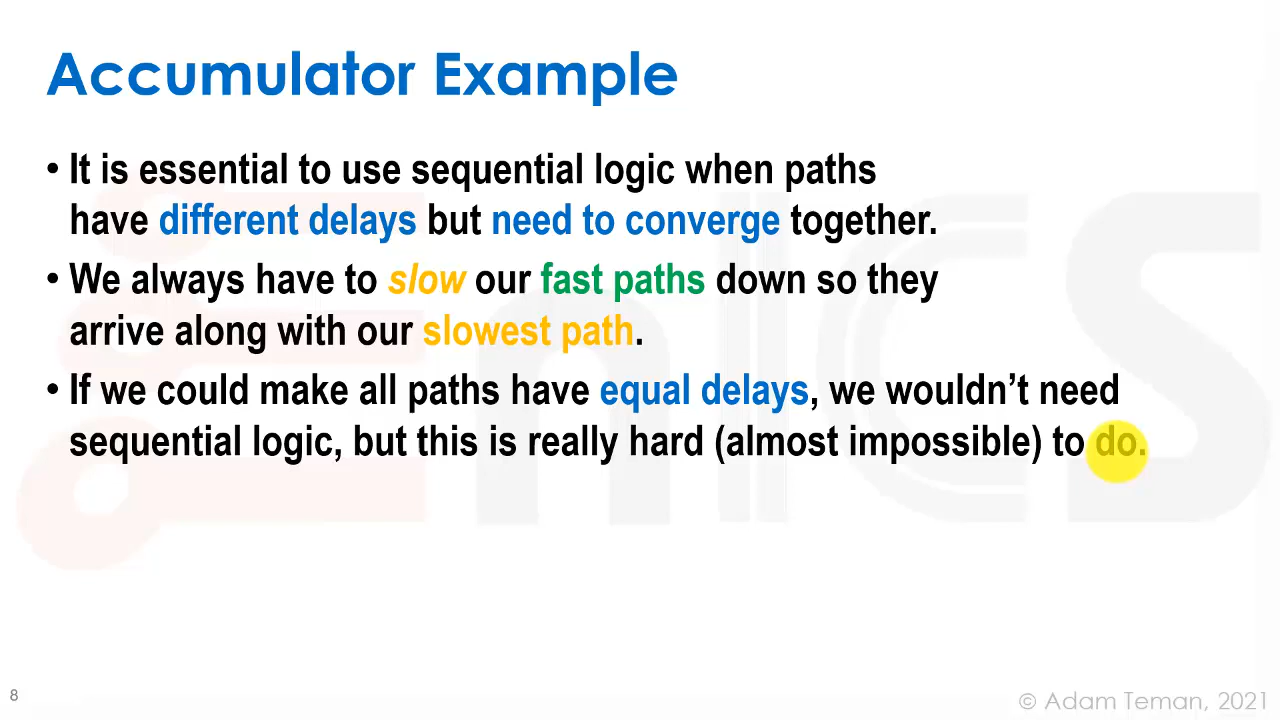 Accumulator Example
• It is essential to use sequential logic when paths
have different delays but need to converge together.
• We always have to slow our fast paths down so they
arrive along with our slowest path.
• If we could make all paths have equal delays, we wouldn’t need
sequential logic, but this is really hard (almost impossible) to do.
EnICS
8
© Adam Teman, 2021